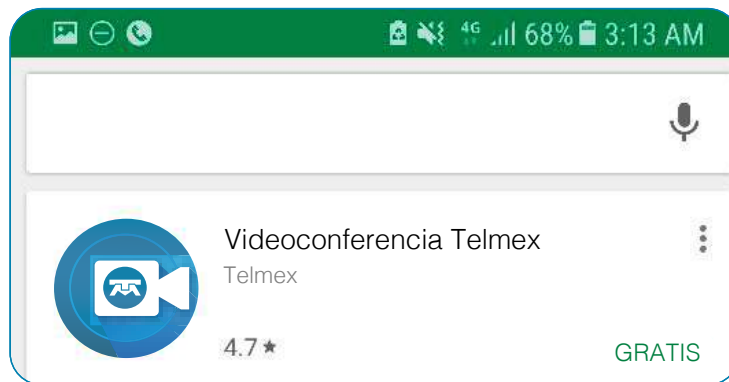 4G 68% 3:13 AM
Videoconferencia Telmex
Telmex
4.7
GRATIS